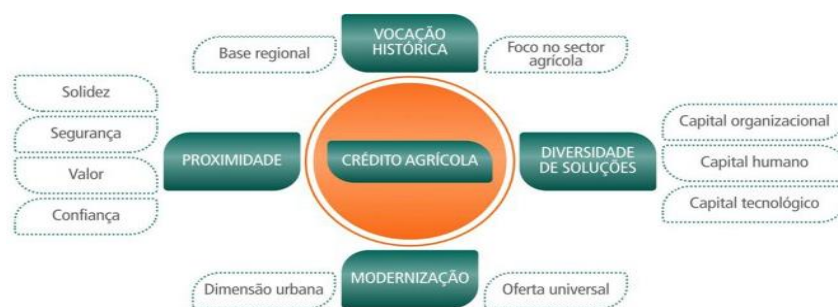 VOCAÇÃO
HISTÓRICA
Base regional
Foco no sector
agrícola
Solidez
Segurança
Valor
Confiança
PROXIMIDADE
CRÉDITO AGRÍCOLA
DIVERSIDADE
DE SOLUÇÕES
Capital organizacional
Capital humano
Capital tecnológico
MODERNIZAÇÃO
Dimensão urbana
Oferta universal